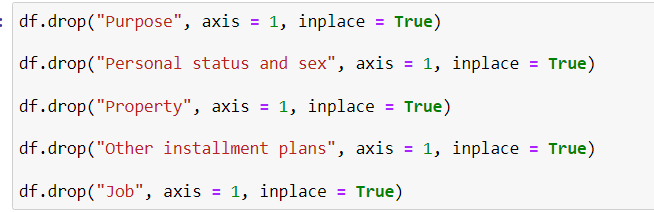 df.drop("Purpose", axis = 1, inplace = True)
df.drop("Personal status and sex", axis = 1, inplace = True)
df.drop("Property", axis = 1, inplace = True)
df.drop("Other installment plans", axis = 1, inplace = True)
df.drop("Job", axis = 1, inplace = True)